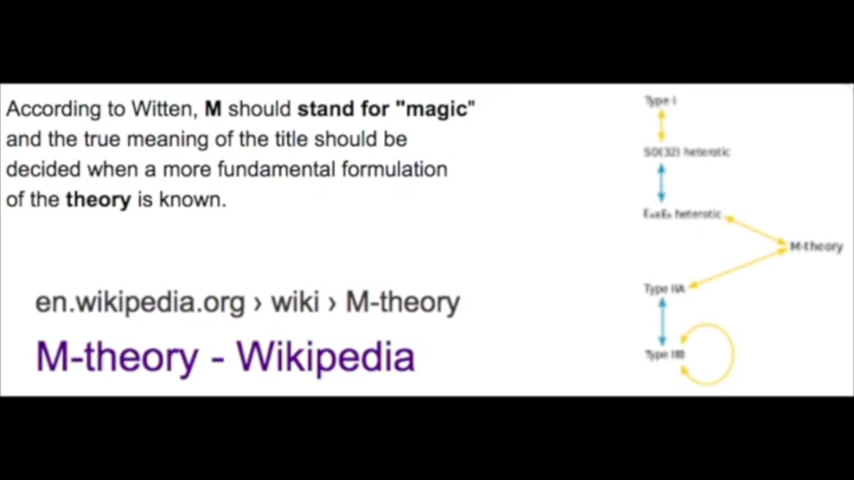 According to Witten, M should stand for "magic"
and the true meaning of the title should be
decided when a more fundamental formulation
of the theory is known.
en.wikipedia.org › wiki › M-theory
M-theory - Wikipedia
Type I
SO(32) heterotic
E₈xE₈ heterotic
M-theory
Type IIA
Type IIB